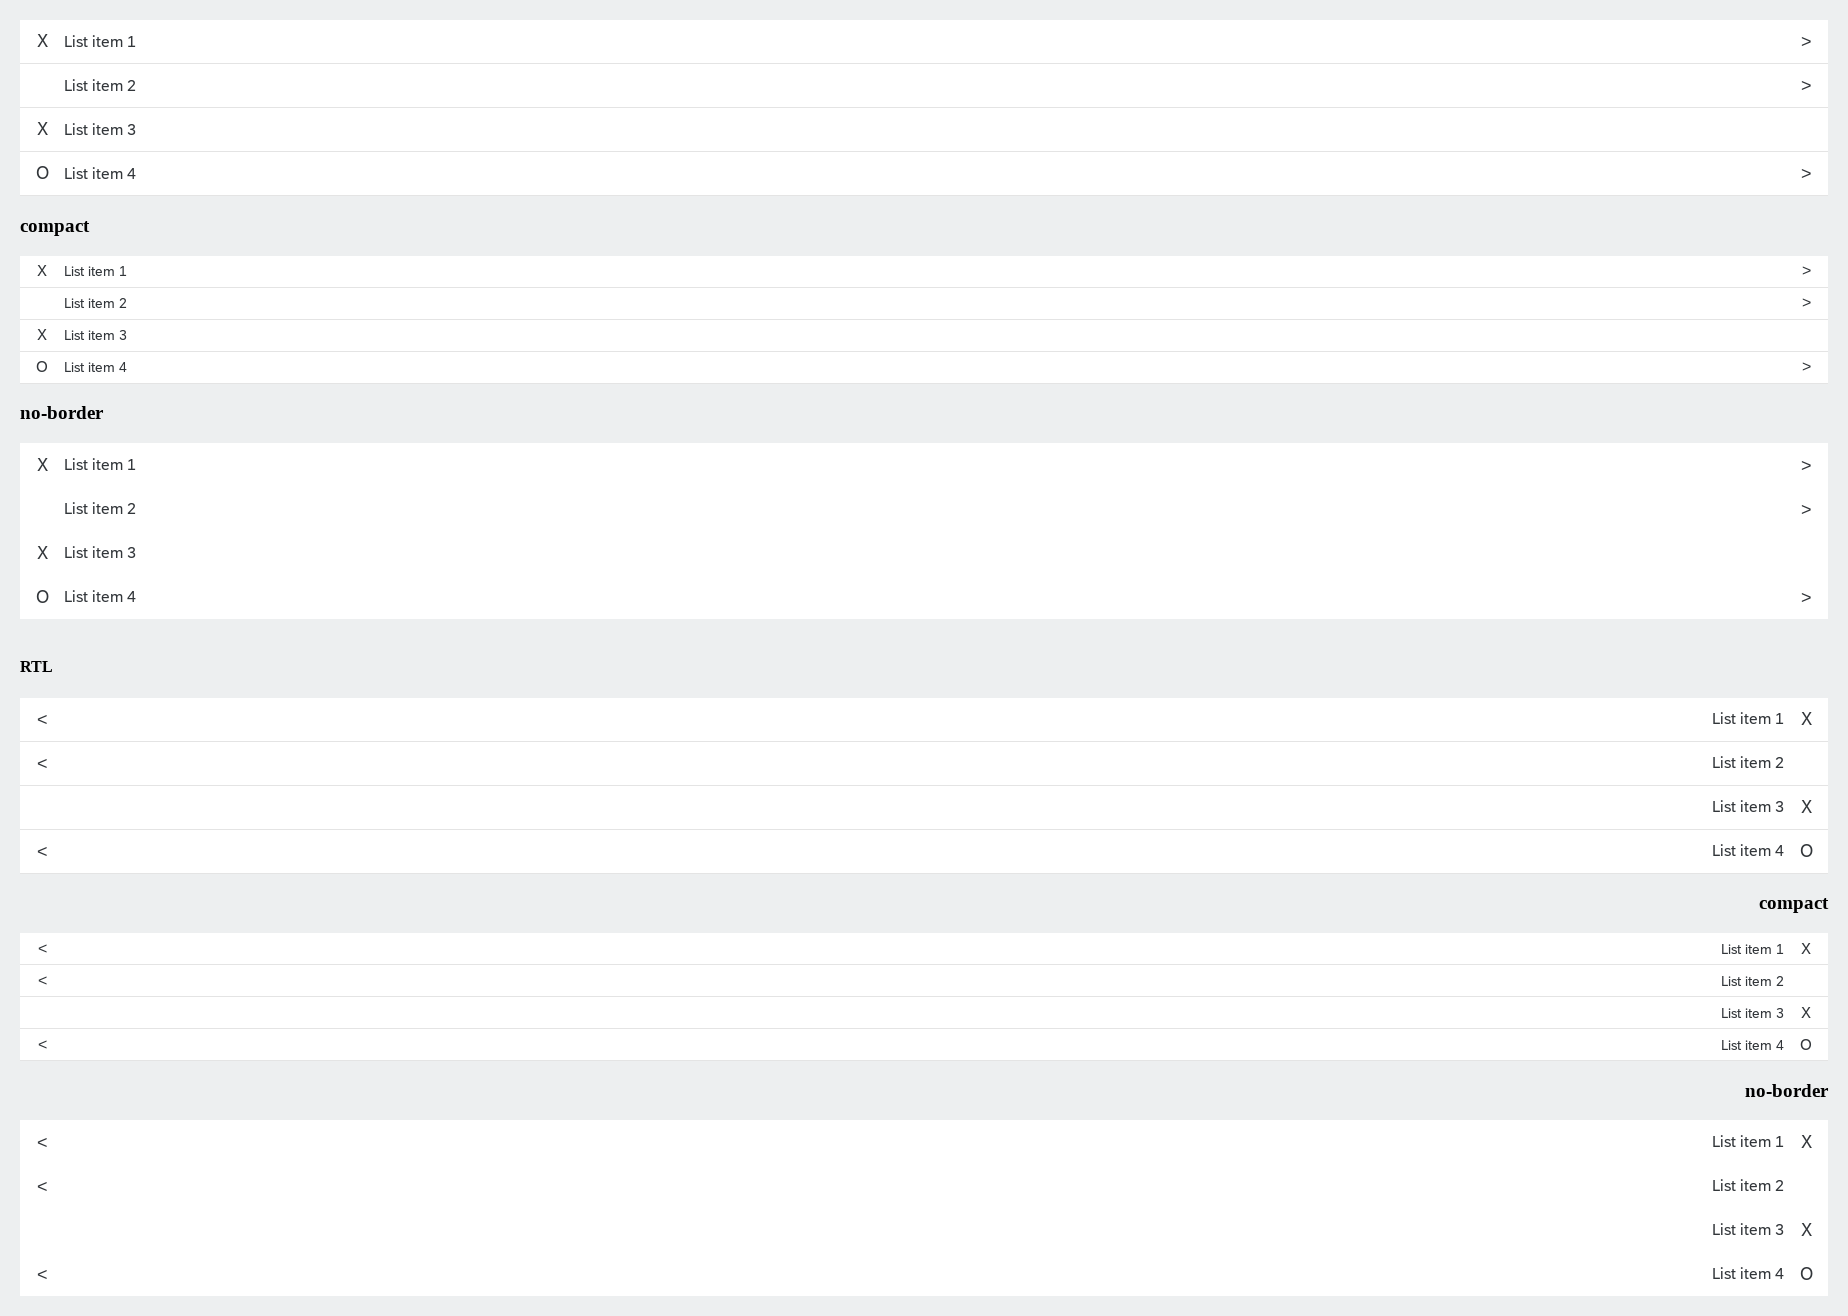 X List item 1 >
List item 2 >
X List item 3
O List item 4 >
compact
X List item 1 >
List item 2 >
X List item 3
O List item 4 >
no-border
X List item 1 >
List item 2 >
X List item 3
O List item 4 >
RTL
< List item 1 X
< List item 2
List item 3 X
< List item 4 O
compact
< List item 1 X
< List item 2
List item 3 X
< List item 4 O
no-border
< List item 1 X
< List item 2
List item 3 X
< List item 4 O